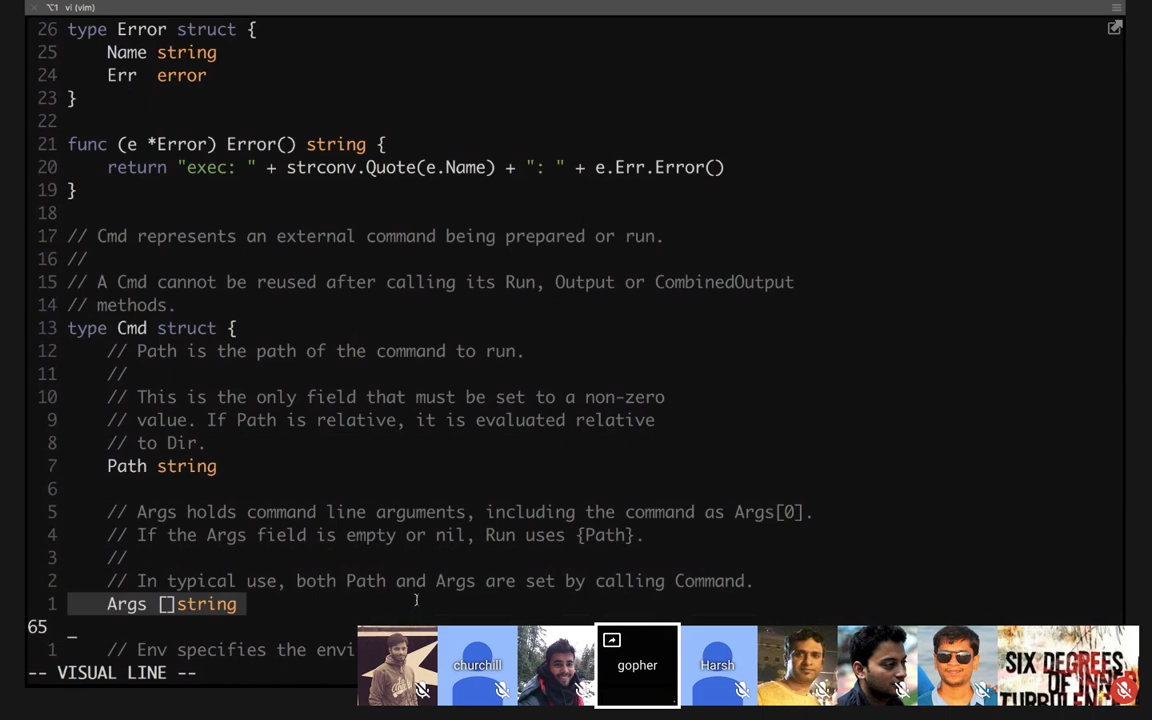 ⌥1 vi (vim)
26 type Error struct {
25 Name string
24 Err error
23 }
22
21 func (e *Error) Error() string {
20 return "exec: " + strconv.Quote(e.Name) + ": " + e.Err.Error()
19 }
18
17 // Cmd represents an external command being prepared or run.
16 //
15 // A Cmd cannot be reused after calling its Run, Output or CombinedOutput
14 // methods.
13 type Cmd struct {
12 // Path is the path of the command to run.
11 //
10 // This is the only field that must be set to a non-zero
9 // value. If Path is relative, it is evaluated relative
8 // to Dir.
7 Path string
6
5 // Args holds command line arguments, including the command as Args[0].
4 // If the Args field is empty or nil, Run uses {Path}.
3 //
2 // In typical use, both Path and Args are set by calling Command.
1 Args []string
65
1 // Env specifies the envi
-- VISUAL LINE --
churchill
gopher
Harsh
SIX DEGREES
OF INNER
TURBULENCE